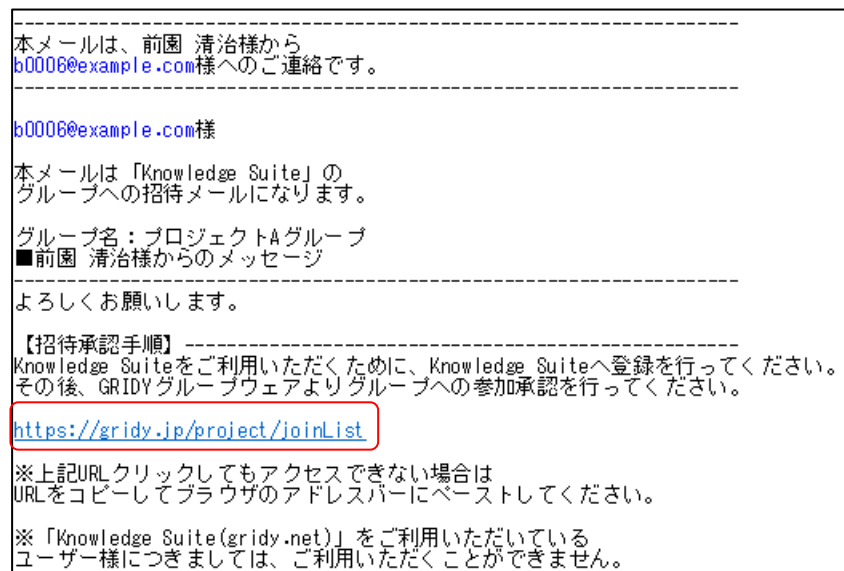 ------------------------------------------------------------------
本メールは、前園 清治様から
b0006@example.com様へのご連絡です。
------------------------------------------------------------------
b0006@example.com様
本メールは「Knowledge Suite」の
グループへの招待メールになります。
グループ名：プロジェクトAグループ
■前園 清治様からのメッセージ
------------------------------------------------------------------
よろしくお願いします。
【招待承認手順】--------------------------------------------------
Knowledge Suiteをご利用いただくために、Knowledge Suiteへ登録を行ってください。
その後、GRIDYグループウェアよりグループへの参加承認を行ってください。
https://gridy.jp/project/joinList
※上記URLクリックしてもアクセスできない場合は
URLをコピーしてブラウザのアドレスバーにペーストしてください。
※「Knowledge Suite(gridy.net)」をご利用いただいている
ユーザー様につきましては、ご利用いただくことができません。